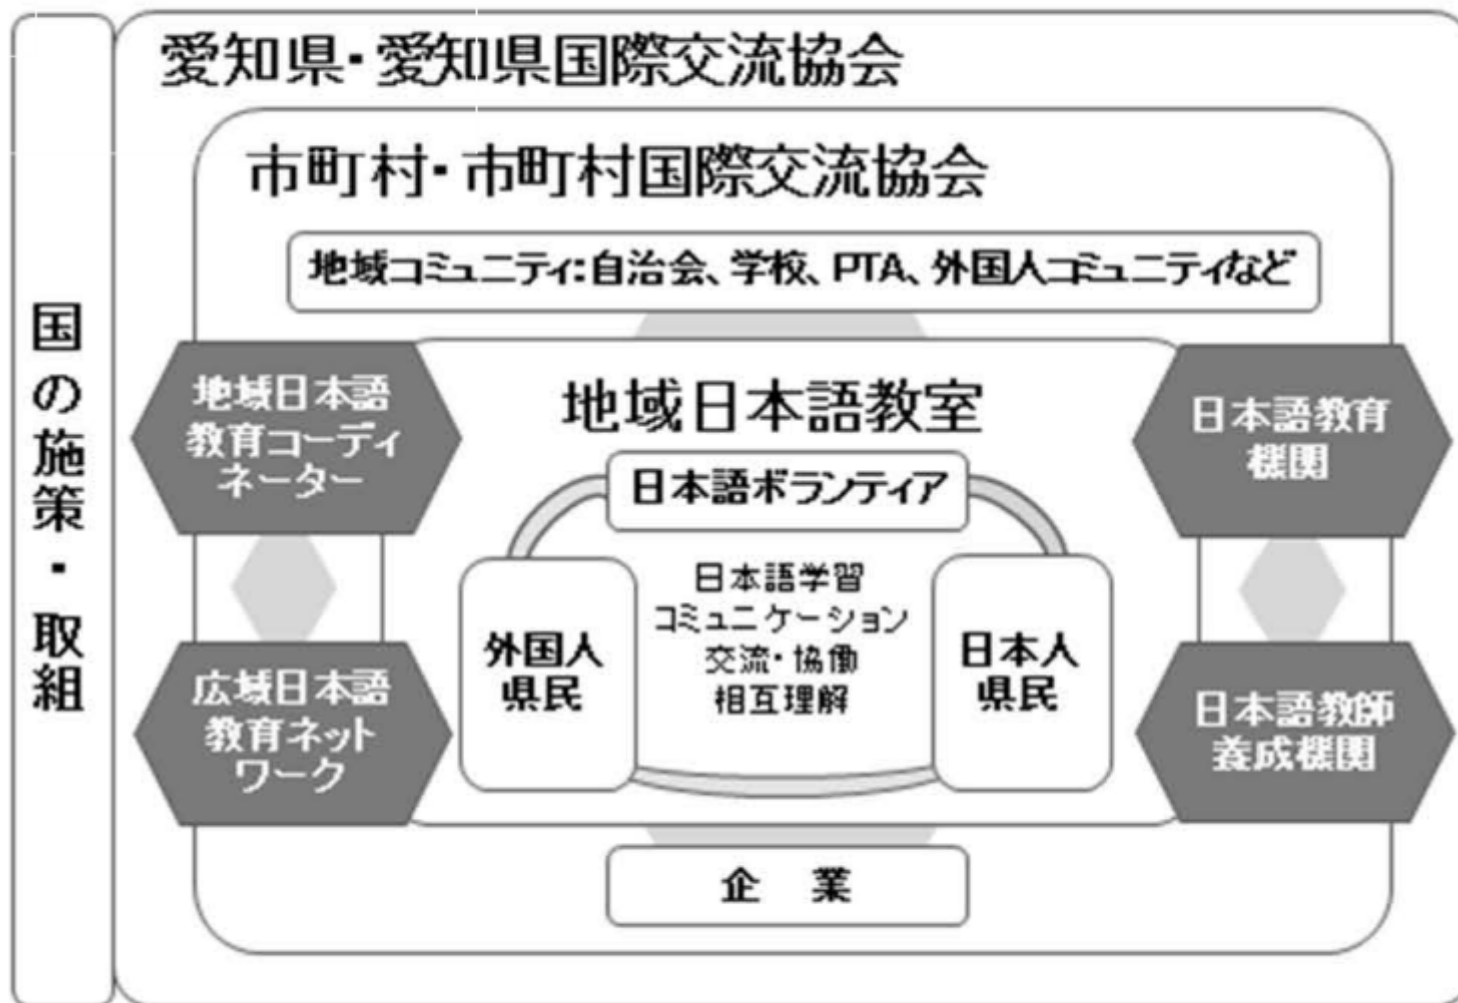 国の施策・取組
愛知県・愛知県国際交流協会
市町村・市町村国際交流協会
地域コミュニティ:自治会、学校、PTA、外国人コミュニティなど
地域日本語
教育コーディ
ネーター
地域日本語教室
日本語教育
機関
日本語ボランティア
日本語学習
コミュニケーション
交流・協働
相互理解
外国人
県民
日本人
県民
広域日本語
教育ネット
ワーク
日本語教師
養成機関
企　業